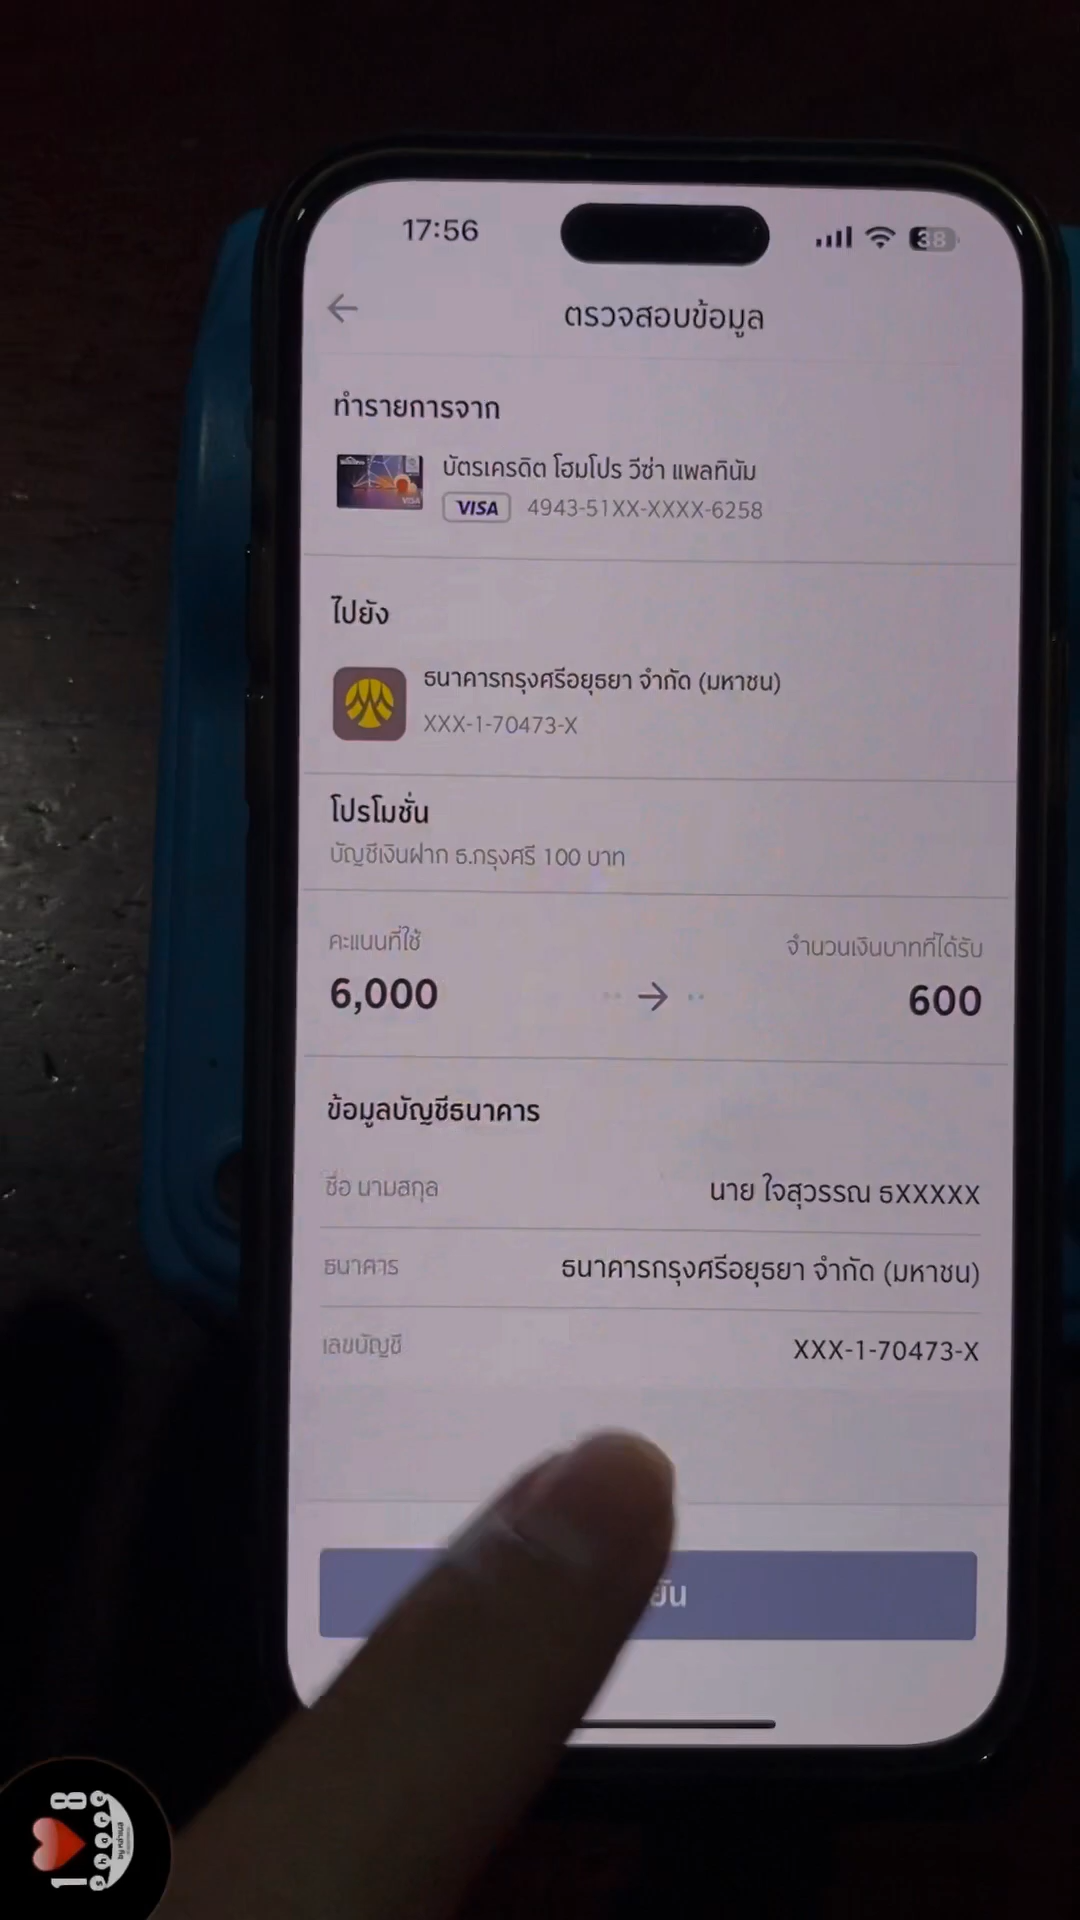 17:56
38
ตรวจสอบข้อมูล
ทำรายการจาก
บัตรเครดิต โฮมโปร วีซ่า แพลทินัม
VISA 4943-51XX-XXXX-6258
ไปยัง
ธนาคารกรุงศรีอยุธยา จำกัด (มหาชน)
XXX-1-70473-X
โปรโมชั่น
บัญชีเงินฝาก ธ.กรุงศรี 100 บาท
คะแนนที่ใช้ จำนวนเงินบาทที่ได้รับ
6,000 600
ข้อมูลบัญชีธนาคาร
ชื่อ นามสกุล นาย ใจสุวรรณ ธXXXXX
ธนาคาร ธนาคารกรุงศรีอยุธยา จำกัด (มหาชน)
เลขบัญชี XXX-1-70473-X
ยัน
1 8
share